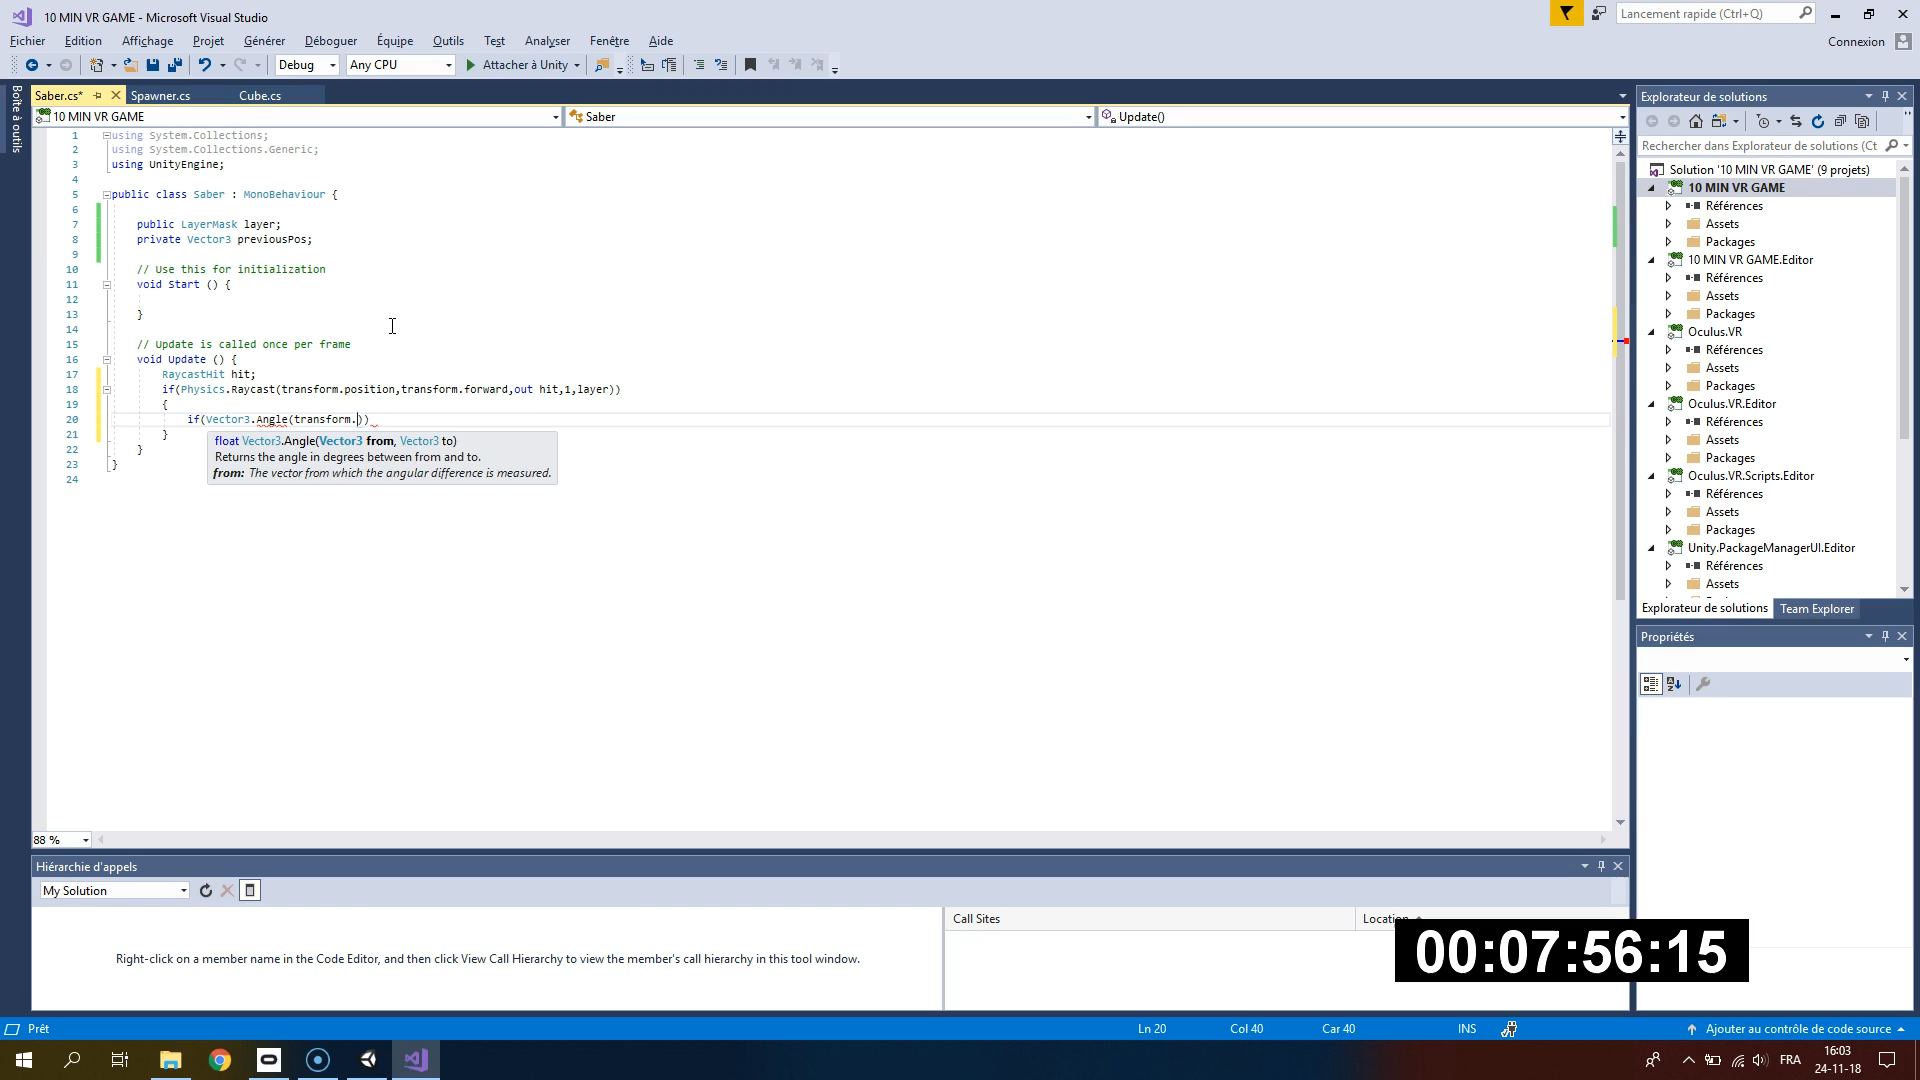 10 MIN VR GAME - Microsoft Visual Studio
Lancement rapide (Ctrl+Q)
Fichier Edition Affichage Projet Générer Déboguer Équipe Outils Test Analyser Fenêtre Aide
Connexion
Debug Any CPU Attacher à Unity
Boîte à outils
Saber.cs* Spawner.cs Cube.cs
10 MIN VR GAME Saber Update()
1 using System.Collections;
2 using System.Collections.Generic;
3 using UnityEngine;
4
5 public class Saber : MonoBehaviour {
6
7 public LayerMask layer;
8 private Vector3 previousPos;
9
10 // Use this for initialization
11 void Start () {
12
13 }
14
15 // Update is called once per frame
16 void Update () {
17 RaycastHit hit;
18 if(Physics.Raycast(transform.position,transform.forward,out hit,1,layer))
19 {
20 if(Vector3.Angle(transform.))
21 }
22 }
23 }
24
float Vector3.Angle(Vector3 from, Vector3 to)
Returns the angle in degrees between from and to.
from: The vector from which the angular difference is measured.
88 %
Explorateur de solutions
Rechercher dans Explorateur de solutions (Ct
Solution '10 MIN VR GAME' (9 projets)
10 MIN VR GAME
Références
Assets
Packages
10 MIN VR GAME.Editor
Références
Assets
Packages
Oculus.VR
Références
Assets
Packages
Oculus.VR.Editor
Références
Assets
Packages
Oculus.VR.Scripts.Editor
Références
Assets
Packages
Unity.PackageManagerUI.Editor
Références
Assets
Explorateur de solutions Team Explorer
Propriétés
Hiérarchie d'appels
My Solution
Call Sites Location
Right-click on a member name in the Code Editor, and then click View Call Hierarchy to view the member's call hierarchy in this tool window.
00:07:56:15
Prêt Ln 20 Col 40 Car 40 INS Ajouter au contrôle de code source
FRA
16:03
24-11-18